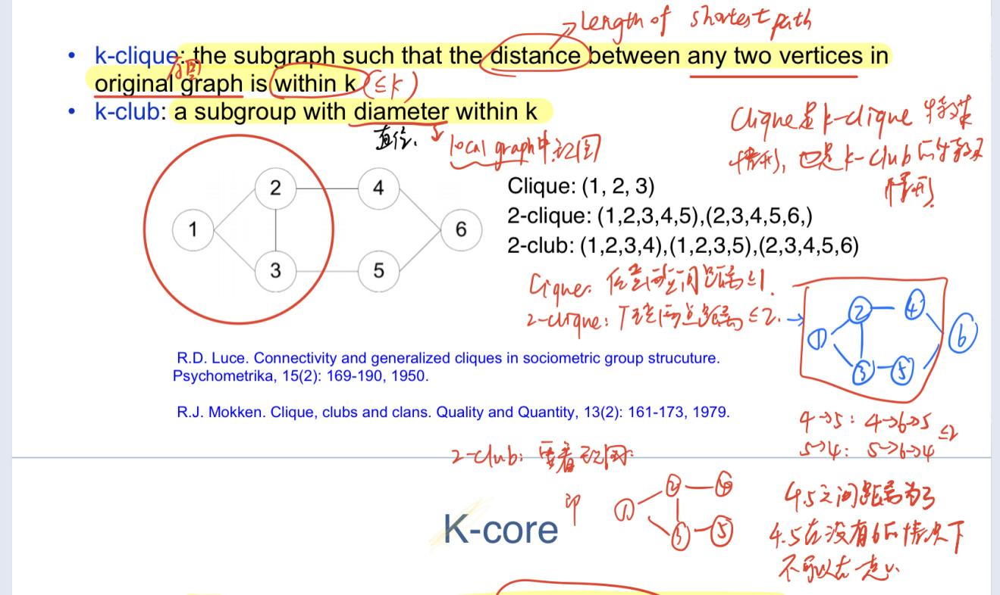 → Length of shortest path
• k-clique: the subgraph such that the distance between any two vertices in
原图
original graph is within k (≤k)
• k-club: a subgroup with diameter within k
直径. local graph中
Clique是k-clique特殊
情形, 也是k-club的特殊
情形.
2 4
1 6
3 5
Clique: (1, 2, 3)
2-clique: (1,2,3,4,5),(2,3,4,5,6,)
2-club: (1,2,3,4),(1,2,3,5),(2,3,4,5,6)
Clique: 任意两点间距离≤1.
2-clique: 任意两点距离≤2. →
② ④
① ⑥
③ ⑤
R.D. Luce. Connectivity and generalized cliques in sociometric group strucuture.
Psychometrika, 15(2): 169-190, 1950.
R.J. Mokken. Clique, clubs and clans. Quality and Quantity, 13(2): 161-173, 1979.
4→5: 4→6→5 ≤2
5→4: 5→6→4
2-club: 要看
K-core
即
② ④
①
③ ⑤
4.5之间距离为3
4.5在没有6的情况下
不可以在一起